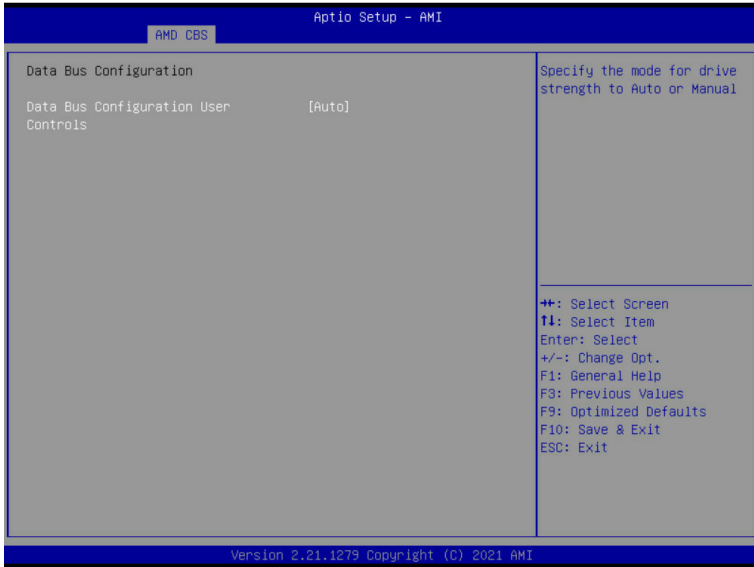 Aptio Setup - AMI
AMD CBS
Data Bus Configuration
Data Bus Configuration User [Auto]
Controls
Specify the mode for drive
strength to Auto or Manual
→←: Select Screen
↑↓: Select Item
Enter: Select
+/-: Change Opt.
F1: General Help
F3: Previous Values
F9: Optimized Defaults
F10: Save & Exit
ESC: Exit
Version 2.21.1279 Copyright (C) 2021 AMI